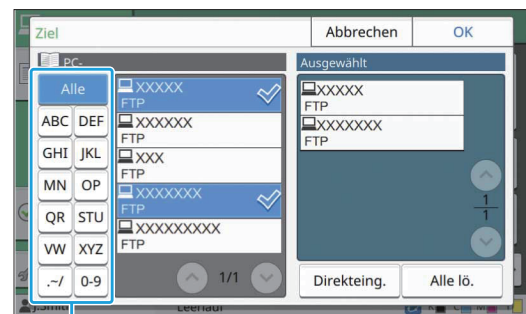 Ziel
Abbrechen
OK
PC-
Ausgewählt
Alle
ABC DEF
GHI JKL
MN OP
QR STU
VW XYZ
.~/ 0-9
XXXXX
FTP
XXXXXX
FTP
XXX
FTP
XXXXXXX
FTP
XXXXXXXXX
FTP
1/1
XXXXX
FTP
XXXXXXX
FTP
1
1
Direkteing.
Alle lö.
J.Smith
Leerlauf
K C M